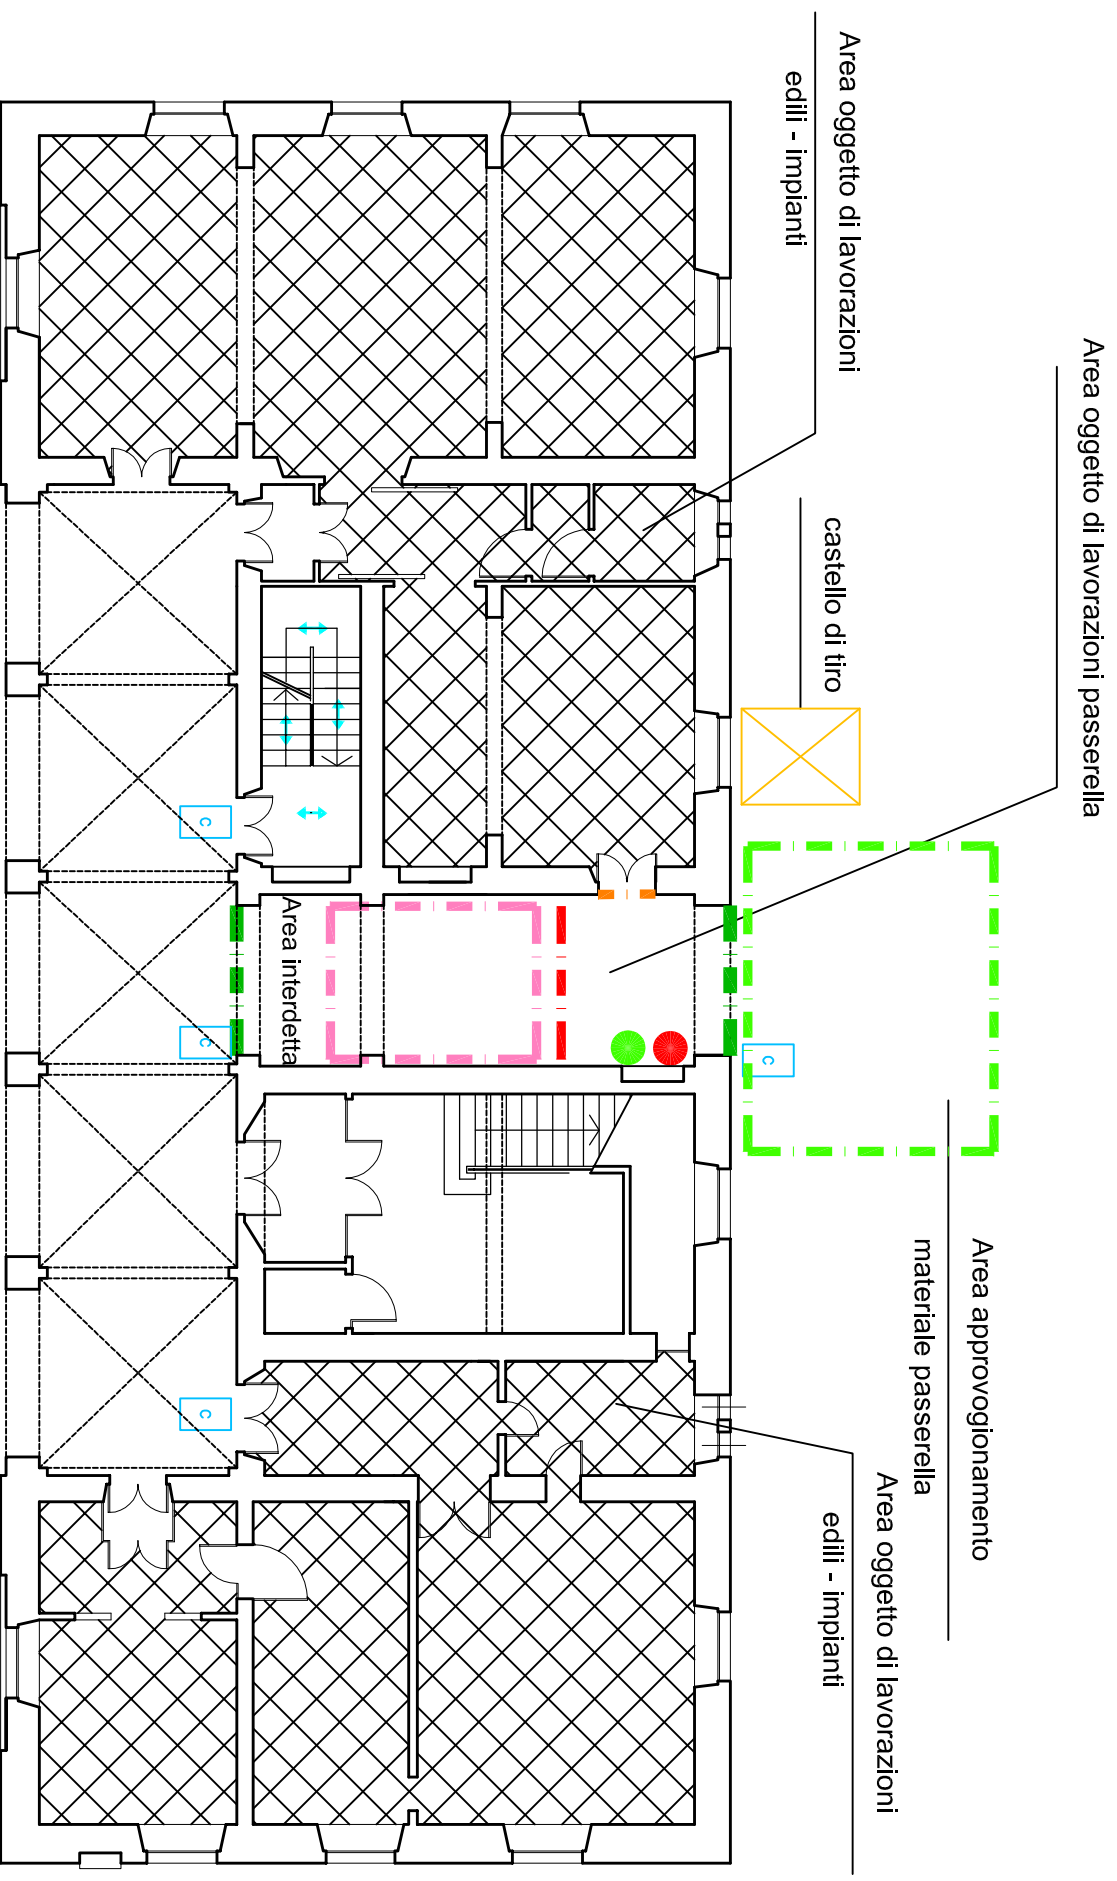 Area oggetto di lavorazioni passerella
Area oggetto di lavorazioni
edili - impianti
castello di tiro
Area approvogionamento
materiale passerella
Area oggetto di lavorazioni
edili - impianti
Area interdetta
C
C
C
C